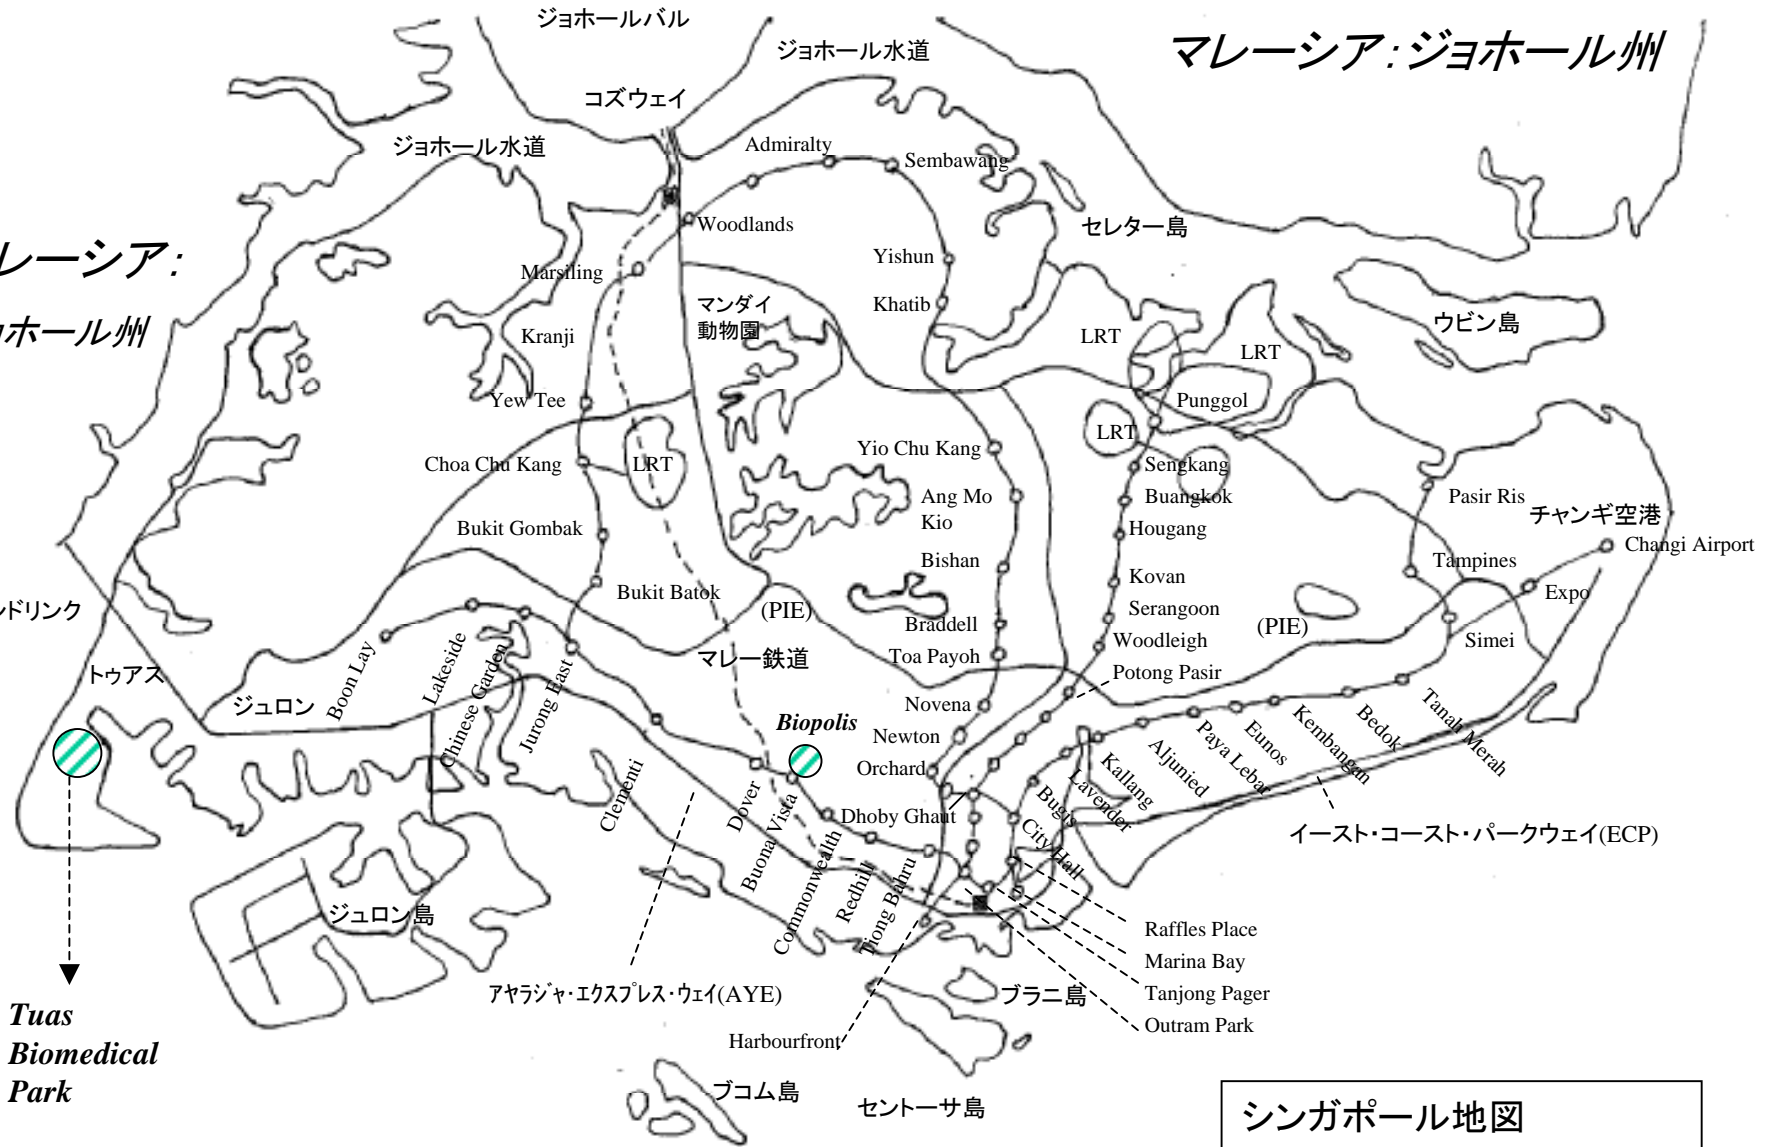 ジョホールバル
ジョホール水道
マレーシア：ジョホール州
コズウェイ
ジョホール水道
Admiralty
Sembawang
Woodlands
セレター島
レーシア：
Yishun
Marsiling
マンダイ
動物園
Khatib
ホール州
Kranji
LRT
ウビン島
LRT
Yew Tee
Punggol
LRT
Yio Chu Kang
Choa Chu Kang
LRT
Sengkang
Ang Mo
Kio
Buangkok
Pasir Ris
チャンギ空港
Bukit Gombak
Hougang
Changi Airport
Bishan
Tampines
Kovan
Bukit Batok
Expo
ンドリンク
(PIE)
Serangoon
Braddell
(PIE)
Woodleigh
Simei
マレー鉄道
Toa Payoh
トゥアス
Potong Pasir
ジュロン
Boon Lay
Lakeside
Chinese Garden
Jurong East
Novena
Biopolis
Newton
Orchard
Tanah Merah
Bedok
Kembangan
Eunos
Paya Lebar
Aljunied
Kallang
Lavender
Bugis
City Hall
Dhoby Ghaut
Clementi
Dover
Buona Vista
Commonwealth
Redhill
Tiong Bahru
イースト・コースト・パークウェイ(ECP)
ジュロン島
Raffles Place
Marina Bay
Tanjong Pager
Outram Park
アヤラジャ・エクスプレス・ウェイ(AYE)
ブラニ島
Harbourfront
Tuas
Biomedical
Park
ブコム島
セントーサ島
シンガポール地図